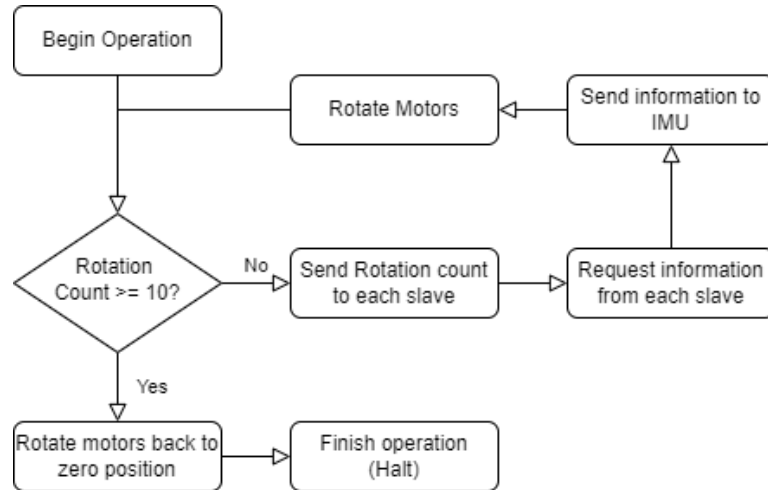 Begin Operation
Rotate Motors
Send information to
IMU
Rotation
Count >= 10?
No
Send Rotation count
to each slave
Request information
from each slave
Yes
Rotate motors back to
zero position
Finish operation
(Halt)